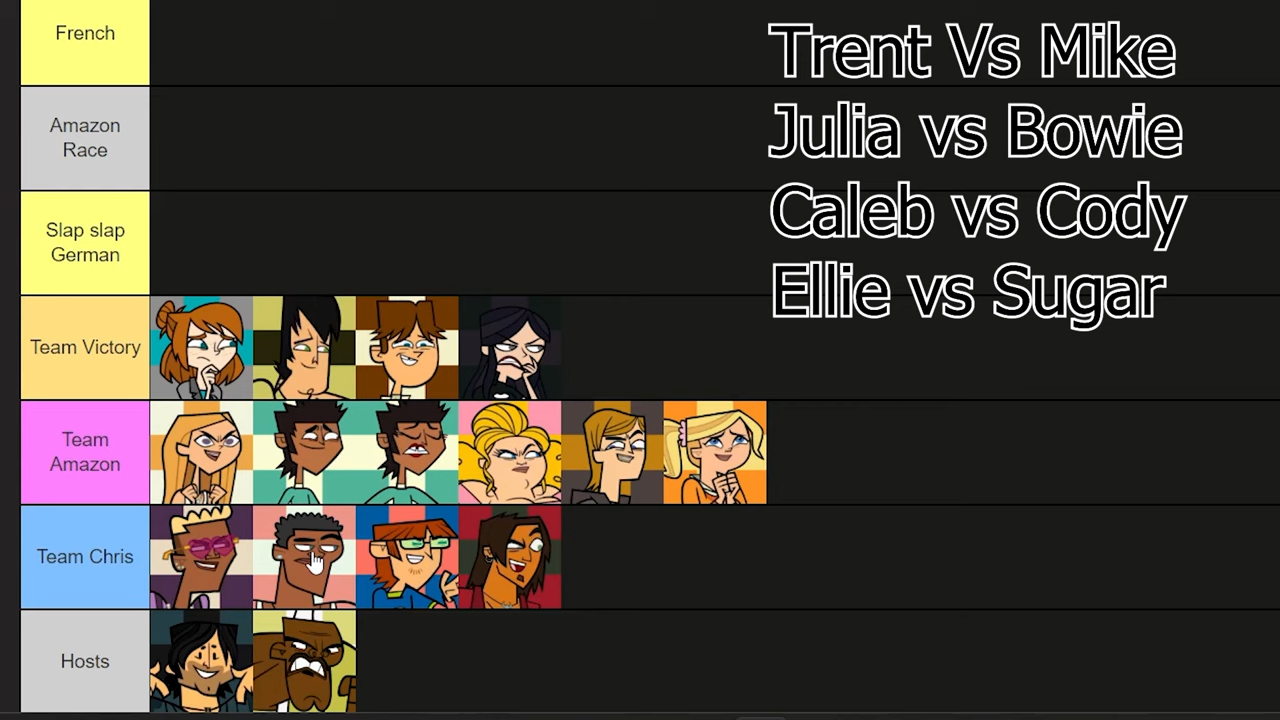 French
Amazon
Race
Slap slap
German
Team Victory
Team
Amazon
Team Chris
Hosts
Trent Vs Mike
Julia vs Bowie
Caleb vs Cody
Ellie vs Sugar